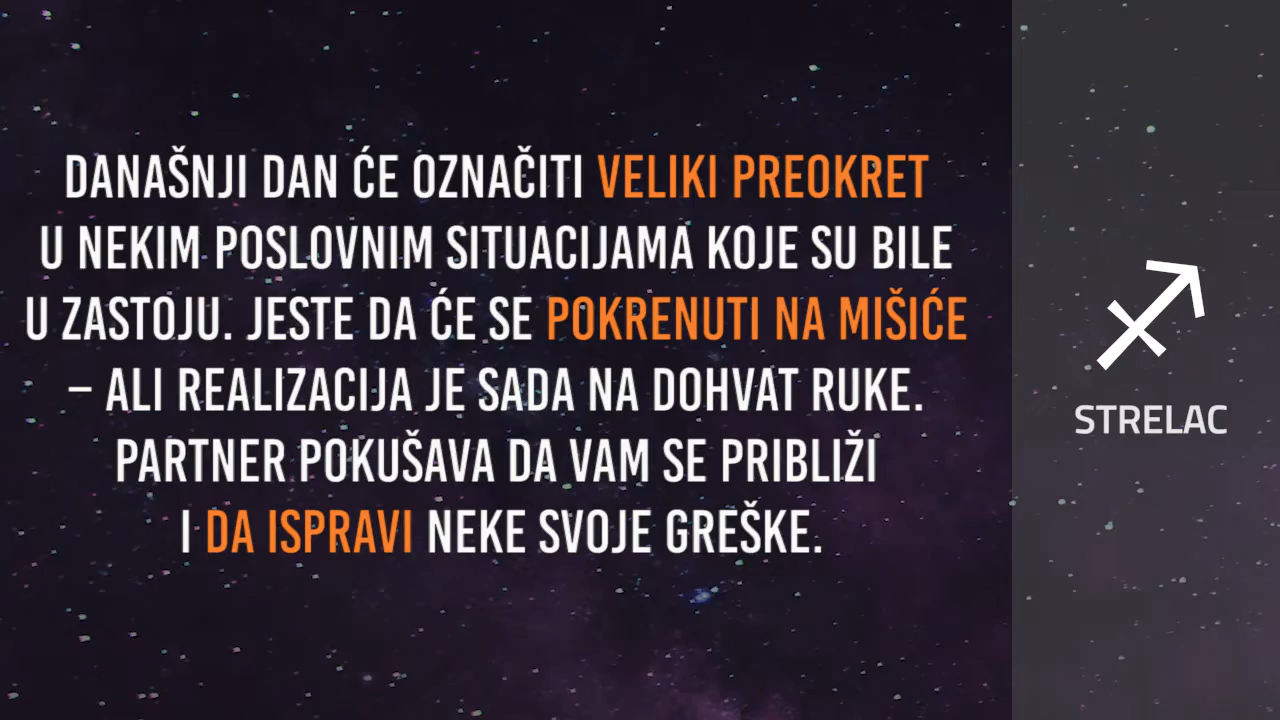 DANAŠNJI DAN ĆE OZNAČITI VELIKI PREOKRET
U NEKIM POSLOVNIM SITUACIJAMA KOJE SU BILE
U ZASTOJU. JESTE DA ĆE SE POKRENUTI NA MIŠIĆE
– ALI REALIZACIJA JE SADA NA DOHVAT RUKE.
PARTNER POKUŠAVA DA VAM SE PRIBLIŽI
I DA ISPRAVI NEKE SVOJE GREŠKE.
STRELAC